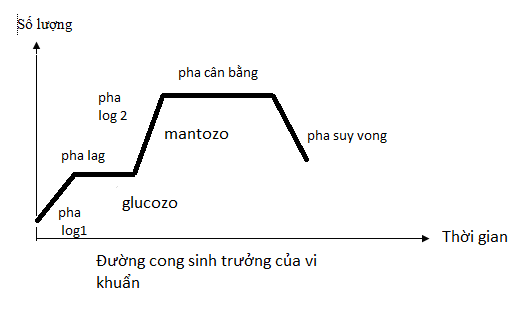 Số lượng
pha cân bằng
pha
log 2
mantozo
pha suy vong
pha lag
glucozo
pha
log1
Thời gian
Đường cong sinh trưởng của vi
khuẩn